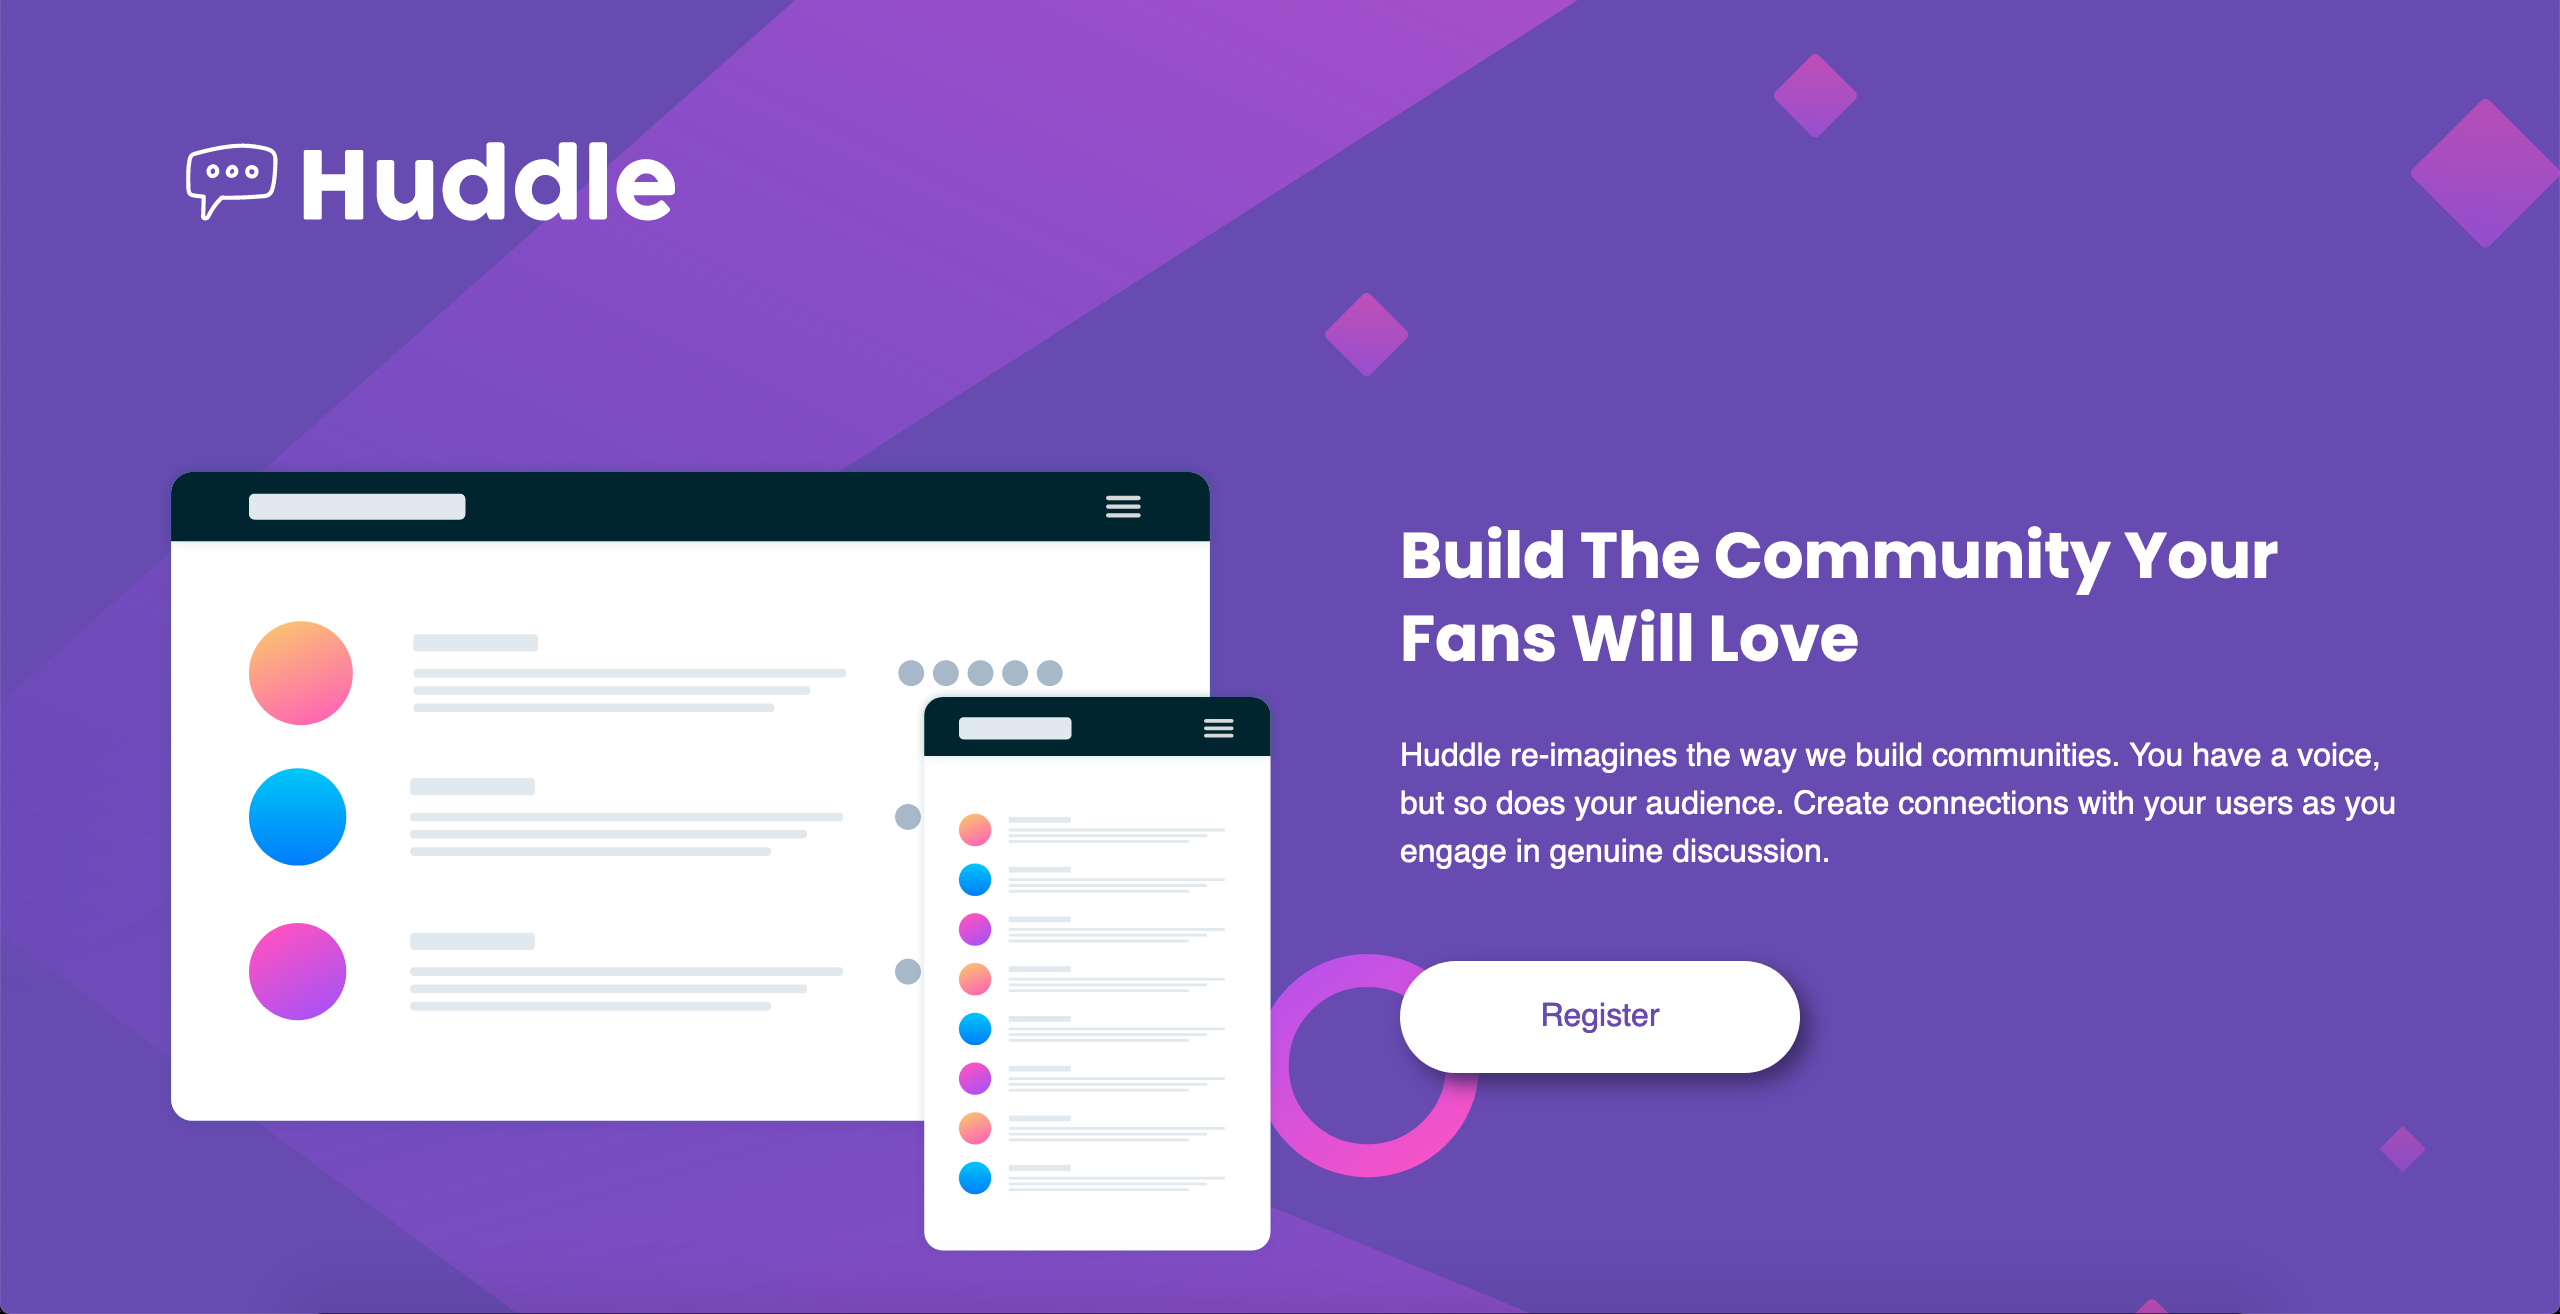 Huddle
Build The Community Your
Fans Will Love
Huddle re-imagines the way we build communities. You have a voice,
but so does your audience. Create connections with your users as you
engage in genuine discussion.
Register